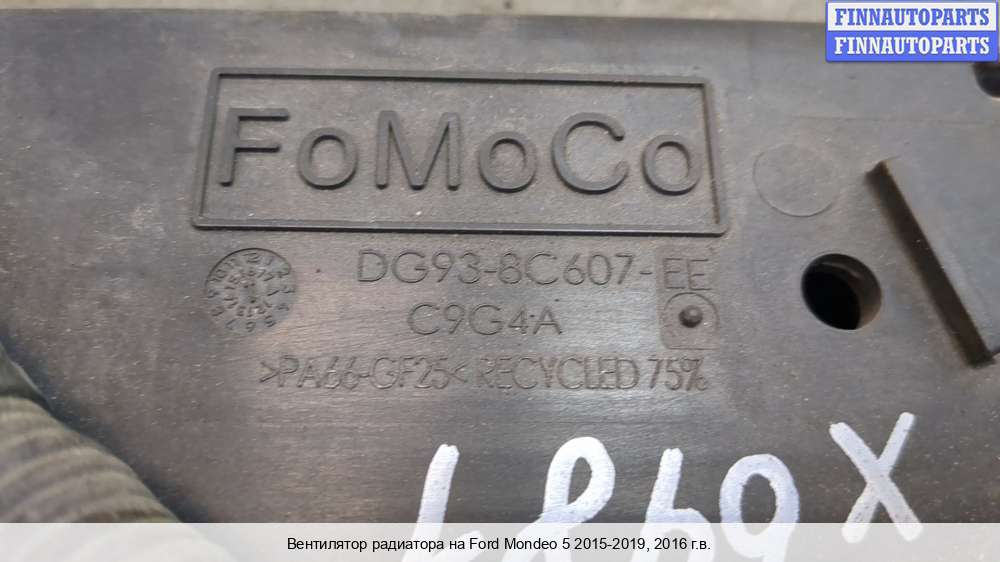 FINNAUTOPARTS
FINNAUTOPARTS
FoMoCo
DG93-8C607-EE
C9G4A
>PA66-GF25< RECYCLED 75%
Вентилятор радиатора на Ford Mondeo 5 2015-2019, 2016 г.в.